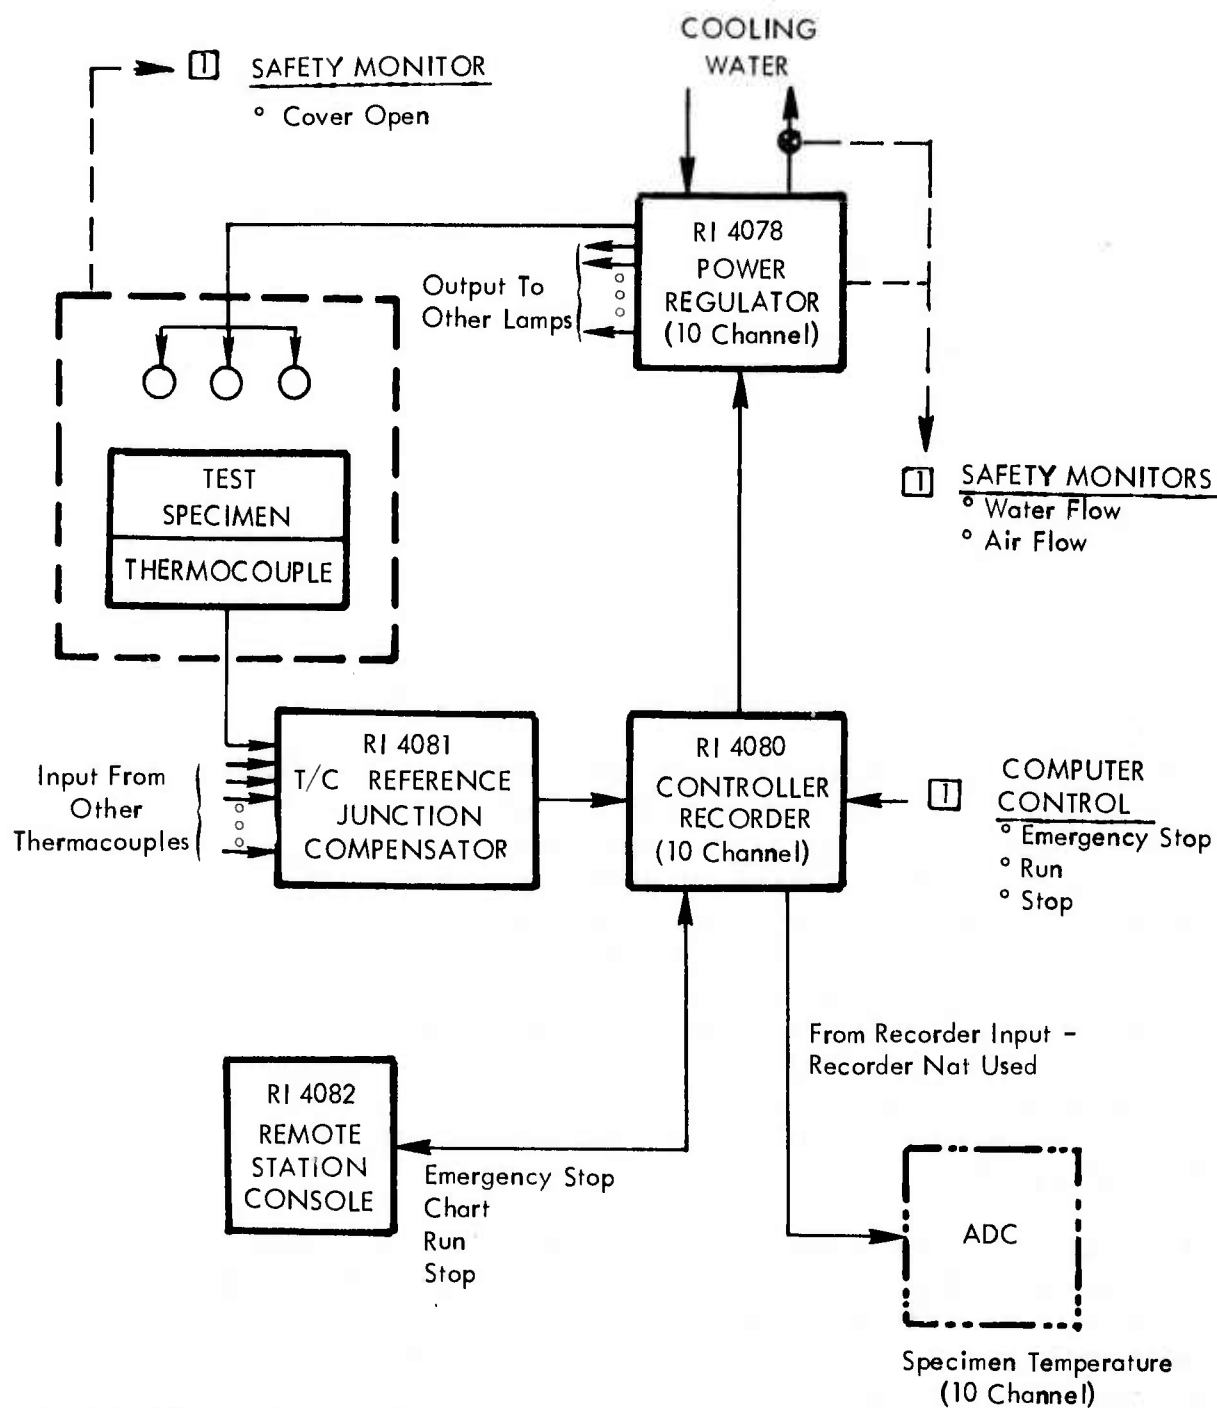 COOLING
WATER
1 SAFETY MONITOR
° Cover Open
RI 4078
POWER
REGULATOR
(10 Channel)
Output To
Other Lamps
TEST
SPECIMEN
THERMOCOUPLE
1 SAFETY MONITORS
° Water Flow
° Air Flow
Input From
Other
Thermacouples
RI 4081
T/C REFERENCE
JUNCTION
COMPENSATOR
RI 4080
CONTROLLER
RECORDER
(10 Channel)
1 COMPUTER
CONTROL
° Emergency Stop
° Run
° Stop
From Recorder Input -
Recorder Nat Used
RI 4082
REMOTE
STATION
CONSOLE
Emergency Stop
Chart
Run
Stop
ADC
Specimen Temperature
(10 Channel)